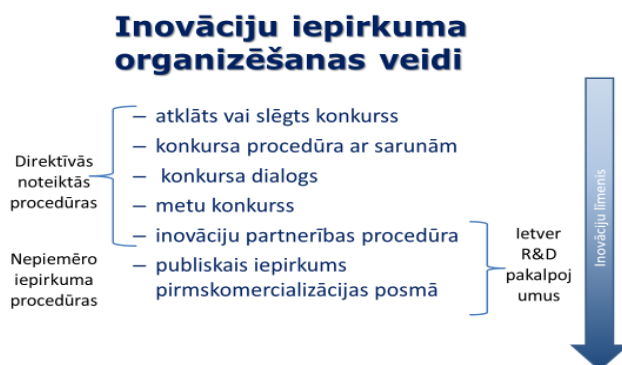 Inovāciju iepirkuma
organizēšanas veidi
Direktīvās
noteiktās
procedūras
Nepiemēro
iepirkuma
procedūras
– atklāts vai slēgts konkurss
– konkursa procedūra ar sarunām
– konkursa dialogs
– metu konkurss
– inovāciju partnerības procedūra
– publiskais iepirkums
pirmskomercializācijas posmā
Ietver
R&D
pakalpoj
umus
Inovāciju līmenis